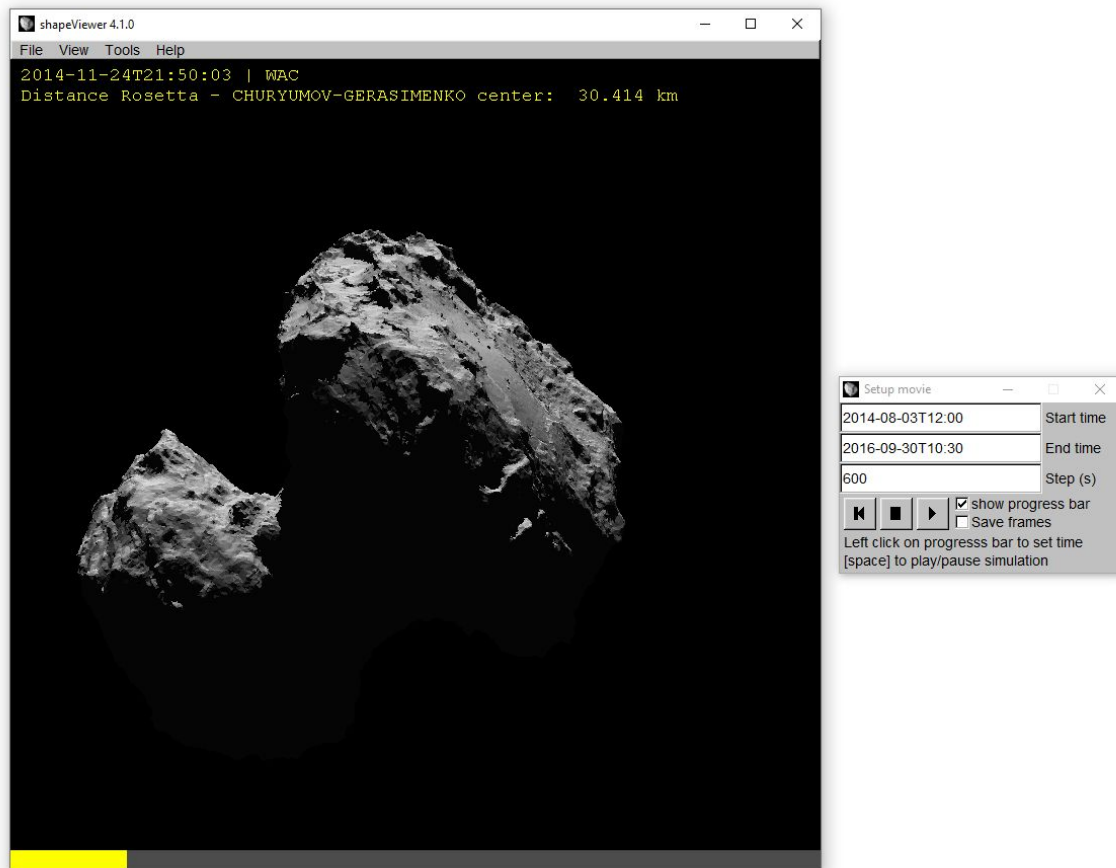 shapeViewer 4.1.0
File View Tools Help
2014-11-24T21:50:03 | WAC
Distance Rosetta - CHURYUMOV-GERASIMENKO center: 30.414 km
Setup movie
2014-08-03T12:00 Start time
2016-09-30T10:30 End time
600 Step (s)
show progress bar
Save frames
Left click on progresss bar to set time
[space] to play/pause simulation